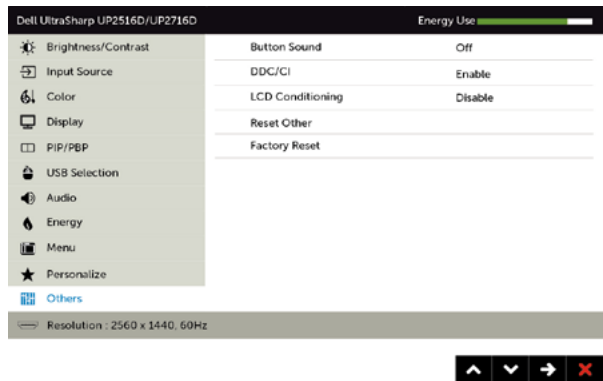 Dell UltraSharp UP2516D/UP2716D Energy Use
Brightness/Contrast Button Sound Off
Input Source DDC/CI Enable
Color LCD Conditioning Disable
Display Reset Other
PIP/PBP Factory Reset
USB Selection
Audio
Energy
Menu
Personalize
Others
Resolution : 2560 x 1440, 60Hz